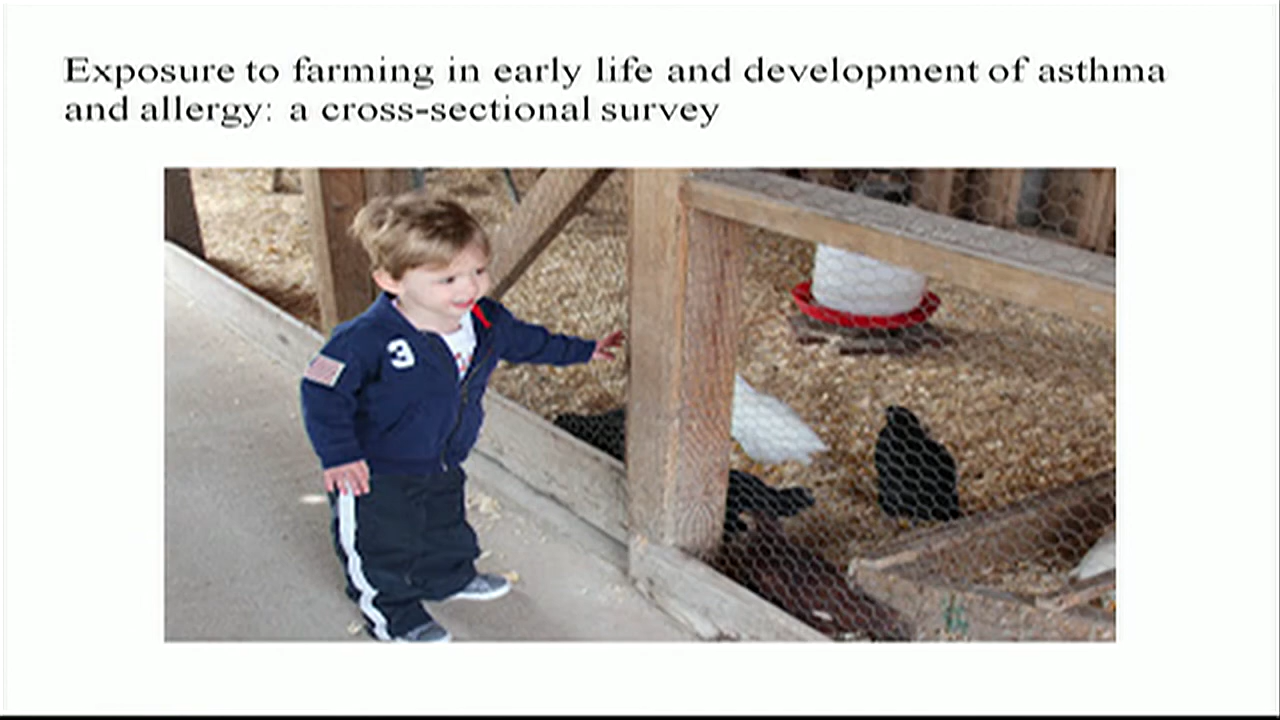 Exposure to farming in early life and development of asthma
and allergy: a cross-sectional survey
3